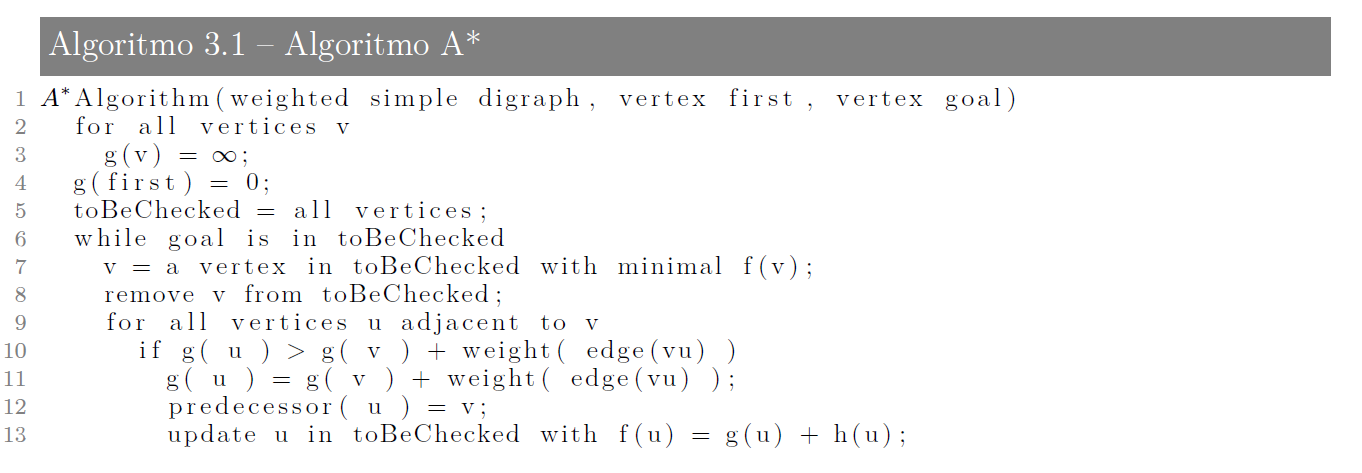 Algoritmo 3.1 – Algoritmo A*
1 A*Algorithm(weighted simple digraph, vertex first, vertex goal)
2 for all vertices v
3 g(v) = ∞;
4 g(first) = 0;
5 toBeChecked = all vertices;
6 while goal is in toBeChecked
7 v = a vertex in toBeChecked with minimal f(v);
8 remove v from toBeChecked;
9 for all vertices u adjacent to v
10 if g( u ) > g( v ) + weight( edge(vu) )
11 g( u ) = g( v ) + weight( edge(vu) );
12 predecessor( u ) = v;
13 update u in toBeChecked with f(u) = g(u) + h(u);